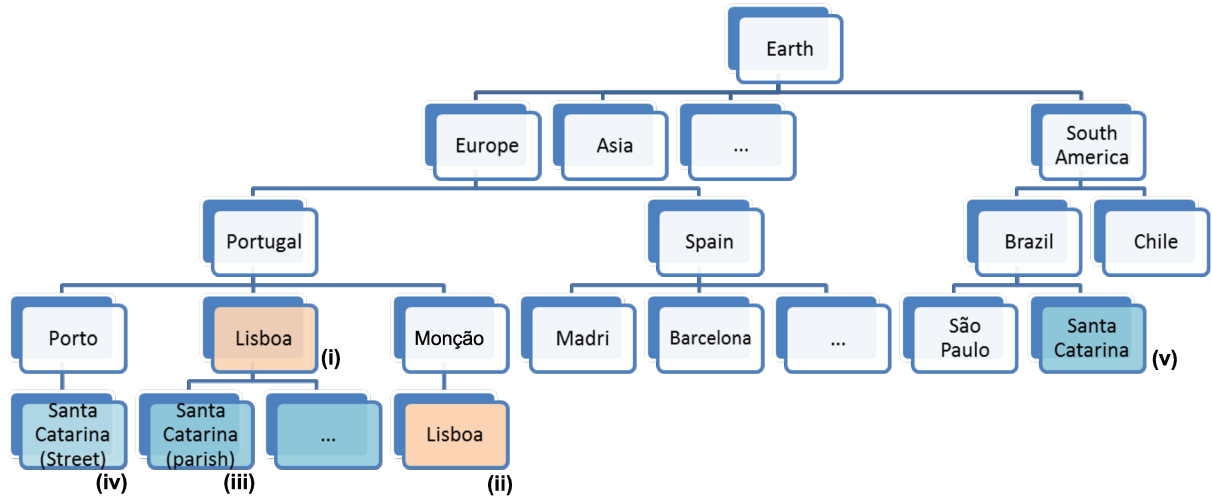 Earth
Europe
Asia
...
South
America
Portugal
Spain
Brazil
Chile
Porto
Lisboa
(i)
Monção
Madri
Barcelona
...
São
Paulo
Santa
Catarina
(v)
Santa
Catarina
(Street)
(iv)
Santa
Catarina
(parish)
(iii)
...
Lisboa
(ii)